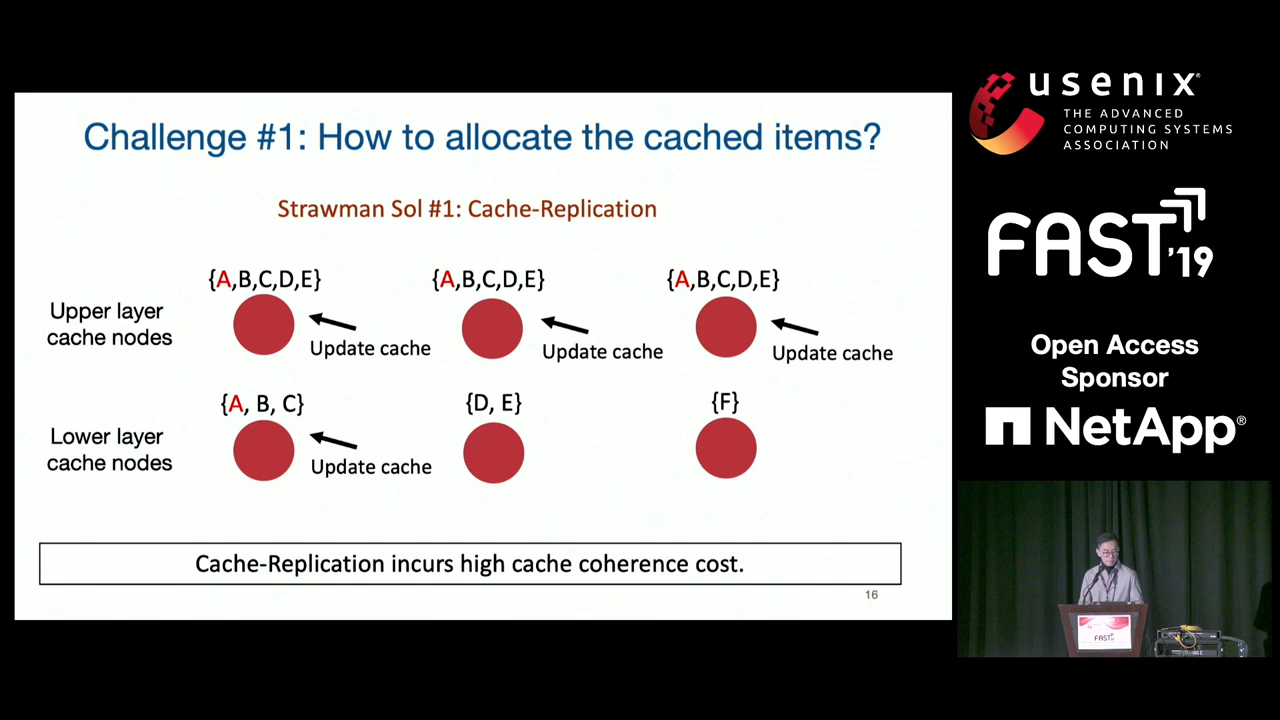 Challenge #1: How to allocate the cached items?
Strawman Sol #1: Cache-Replication
{A,B,C,D,E}
{A,B,C,D,E}
{A,B,C,D,E}
Upper layer
cache nodes
Update cache
Update cache
Update cache
{A, B, C}
{D, E}
{F}
Lower layer
cache nodes
Update cache
Cache-Replication incurs high cache coherence cost.
16
usenix®
THE ADVANCED
COMPUTING SYSTEMS
ASSOCIATION
FAST '19
Open Access
Sponsor
NetApp®
FAST